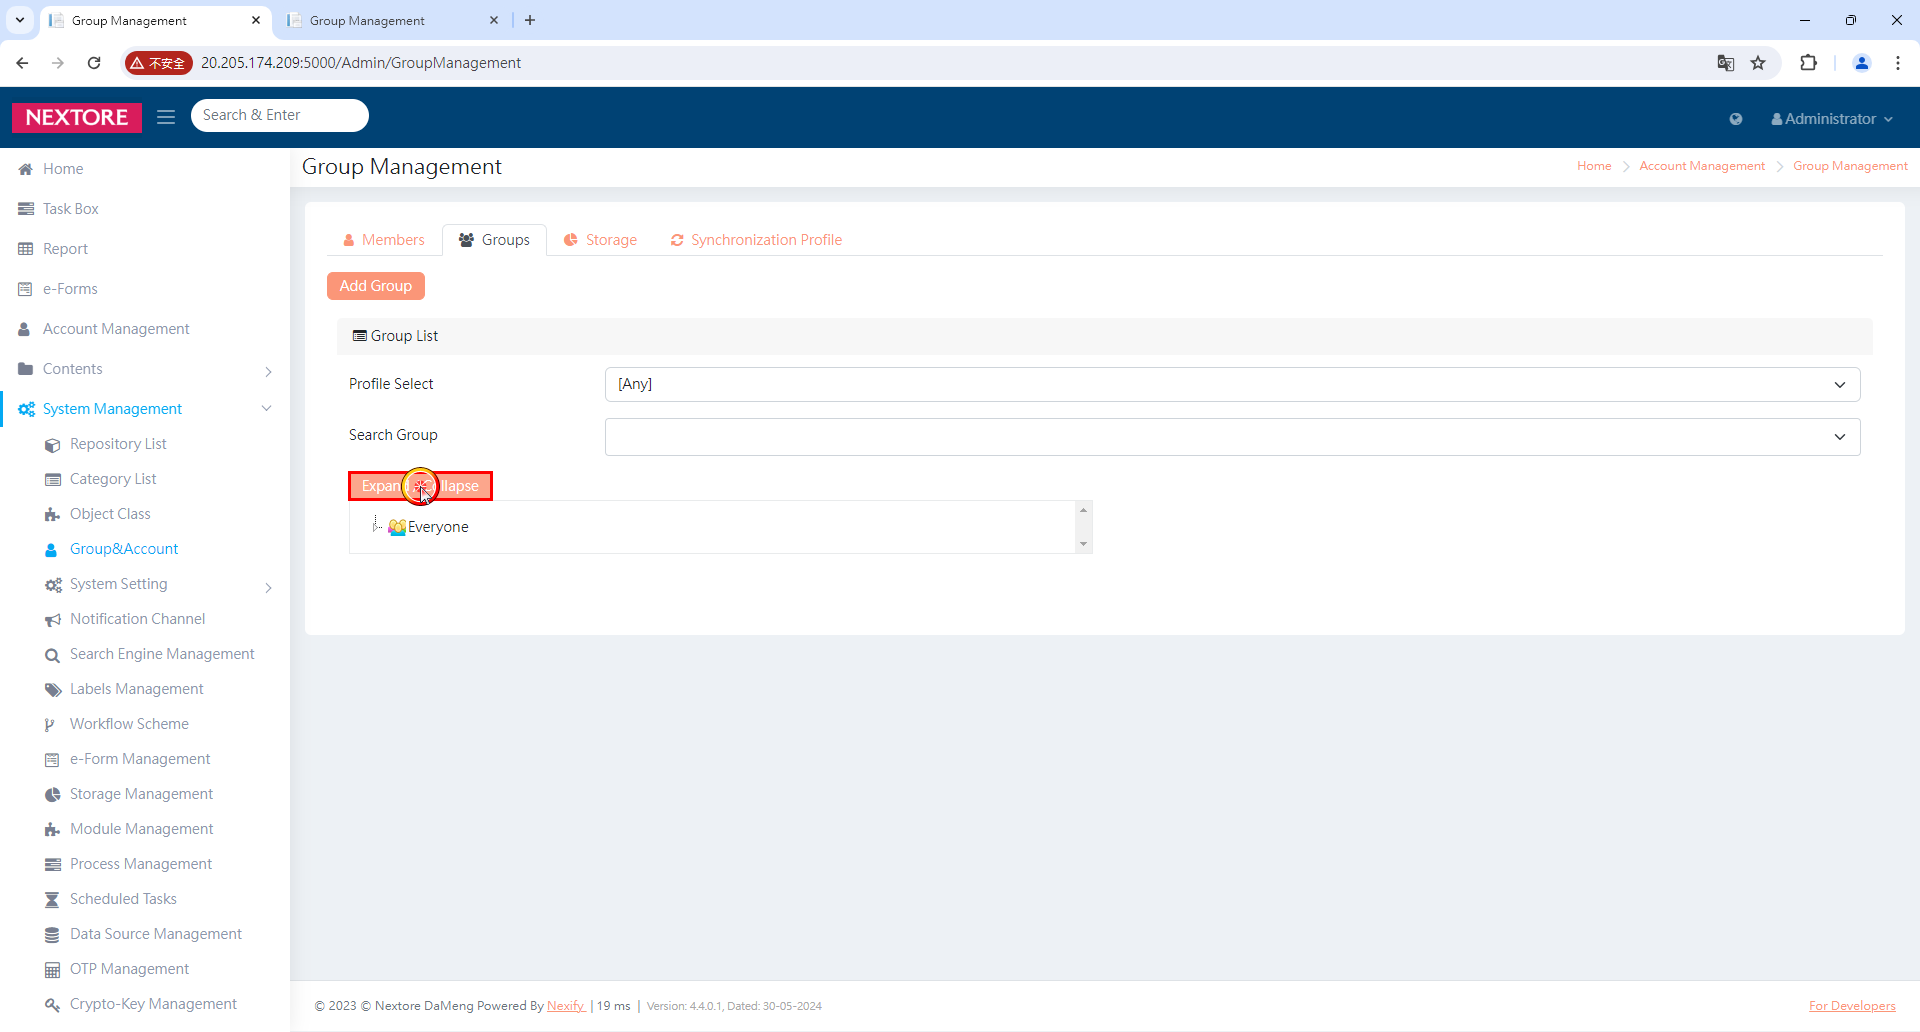 Group Management
Group Management
不安全
20.205.174.209:5000/Admin/GroupManagement
NEXTORE
Search & Enter
Administrator
Home
Task Box
Report
e-Forms
Account Management
Contents
System Management
Repository List
Category List
Object Class
Group&Account
System Setting
Notification Channel
Search Engine Management
Labels Management
Workflow Scheme
e-Form Management
Storage Management
Module Management
Process Management
Scheduled Tasks
Data Source Management
OTP Management
Crypto-Key Management
Group Management
Home > Account Management > Group Management
Members
Groups
Storage
Synchronization Profile
Add Group
Group List
Profile Select
[Any]
Search Group
Everyone
© 2023 © Nextore DaMeng Powered By Nexify | 19 ms | Version: 4.4.0.1, Dated: 30-05-2024
For Developers